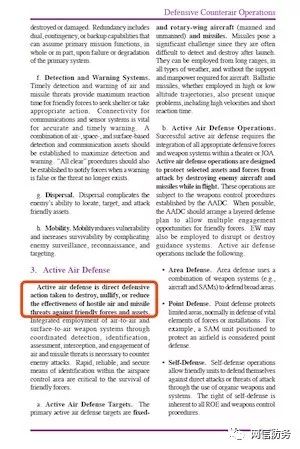 Defensive Counterair Operations
destroyed or damaged. Redundancy includes
dual, contingency, or backup capabilities that
can assume primary mission functions, in
whole or in part, upon failure or degradation
of the primary system.
f. Detection and Warning Systems.
Timely detection and warning of air and
missile threats provide maximum reaction
time for friendly forces to seek shelter or take
appropriate action. Connectivity for
communications and sensor systems is vital
for accurate and timely warning. A
combination of air-, space-, and surface-based
detection and communication assets should
be established to maximize detection and
warning. "All clear" procedures should also
be established to notify forces when a warning
is false or the threat no longer exists.
g. Dispersal. Dispersal complicates the
enemy's ability to locate, target, and attack
friendly assets.
h. Mobility. Mobility reduces vulnerability
and increases survivability by complicating
enemy surveillance, reconnaissance, and
targeting.
3. Active Air Defense
Active air defense is direct defensive
action taken to destroy, nullify, or reduce
the effectiveness of hostile air and missile
threats against friendly forces and assets.
Integrated employment of air-to-air and
surface-to-air weapon systems through
coordinated detection, identification,
assessment, interception, and engagement of
air and missile threats is necessary to counter
enemy attacks. Rapid, reliable, and secure
means of identification within the airspace
control area are critical to the survival of
friendly forces.
a. Active Air Defense Targets. The
primary active air defense targets are fixed-
and rotary-wing aircraft (manned and
unmanned) and missiles. Missiles pose a
significant challenge since they are often
difficult to detect and destroy after launch.
They can be employed from long ranges, in
all types of weather, and without the support
and manpower required for aircraft. Ballistic
missiles, whether employed in high or low
altitude trajectories, also present unique
problems, including high velocities and short
reaction time.
b. Active Air Defense Operations.
Successful active air defense requires the
integration of all appropriate defensive forces
and weapon systems within a theater or JOA.
Active air defense operations are designed
to protect selected assets and forces from
attack by destroying enemy aircraft and
missiles while in flight. These operations are
subject to the weapons control procedures
established by the AADC. When possible,
the AADC should arrange a layered defense
plan to allow multiple engagement
opportunities for friendly forces. EW may
also be employed to disrupt or destroy
guidance systems. Active air defense
operations include the following.
• Area Defense. Area defense uses a
combination of weapon systems (e.g.,
aircraft and SAMs) to defend broad areas.
• Point Defense. Point defense protects
limited areas, normally in defense of vital
elements of forces or installations. For
example, a SAM unit positioned to
protect an airfield is considered point
defense.
• Self-Defense. Self-defense operations
allow friendly units to defend themselves
against direct attacks or threats of attack
through the use of organic weapons and
systems. The right of self-defense is
inherent to all ROE and weapons control
procedures.
网信防务